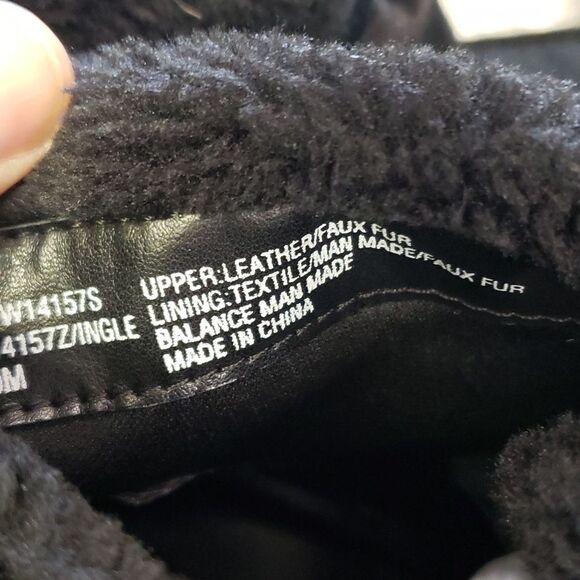 W14157S
4157Z/INGLE
0M
UPPER:LEATHER/FAUX FUR
LINING:TEXTILE/MAN MADE/FAUX FUR
BALANCE MAN MADE
MADE IN CHINA